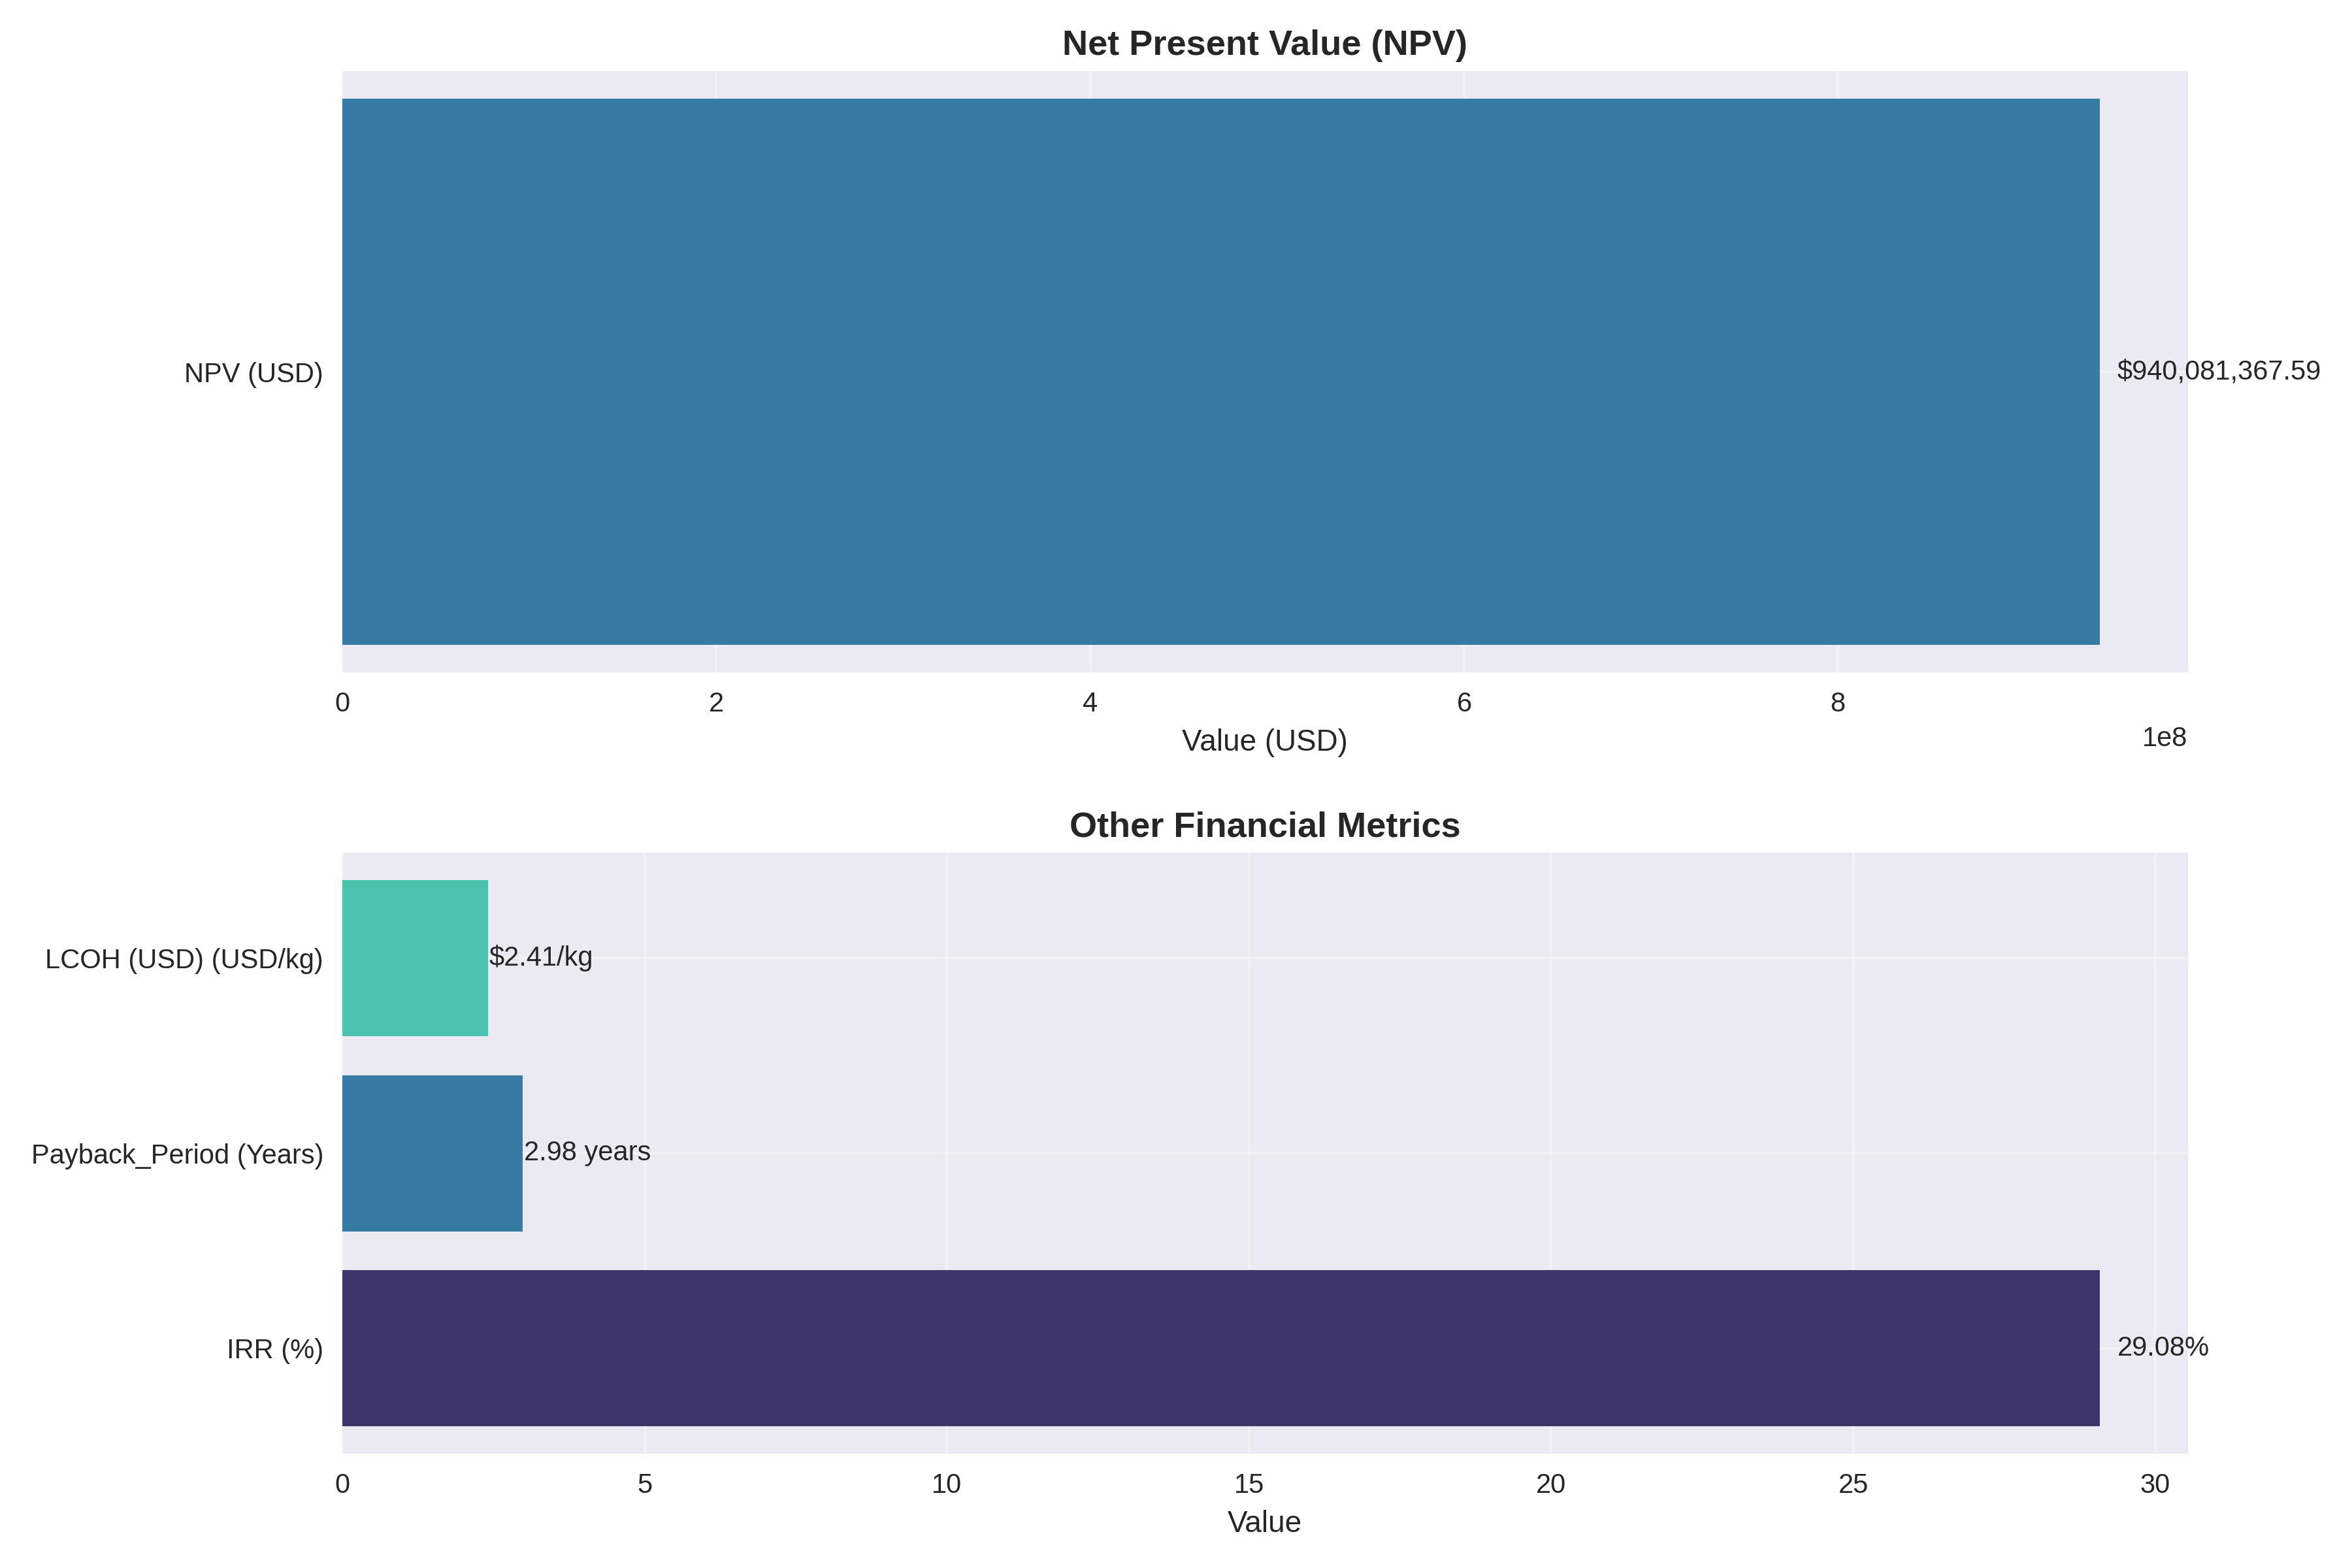 Net Present Value (NPV)
NPV (USD)
$940,081,367.59
0 2 4 6 8
Value (USD)
1e8
Other Financial Metrics
LCOH (USD) (USD/kg)
$2.41/kg
Payback_Period (Years)
2.98 years
IRR (%)
29.08%
0 5 10 15 20 25 30
Value